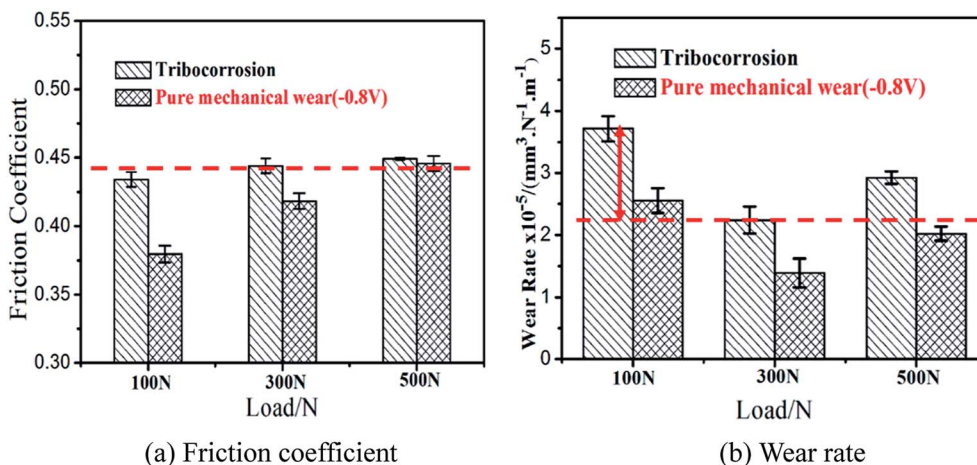 0.55
0.50
0.45
0.40
0.35
0.30
Friction Coefficient
Tribocorrosion
Pure mechanical wear(-0.8V)
100N
300N
500N
Load/N
(a) Friction coefficient
5
4
3
2
1
0
Wear Rate x10⁻⁵/(mm³.N⁻¹.m⁻¹)
Tribocorrosion
Pure mechanical wear(-0.8V)
100N
300N
500N
Load/N
(b) Wear rate